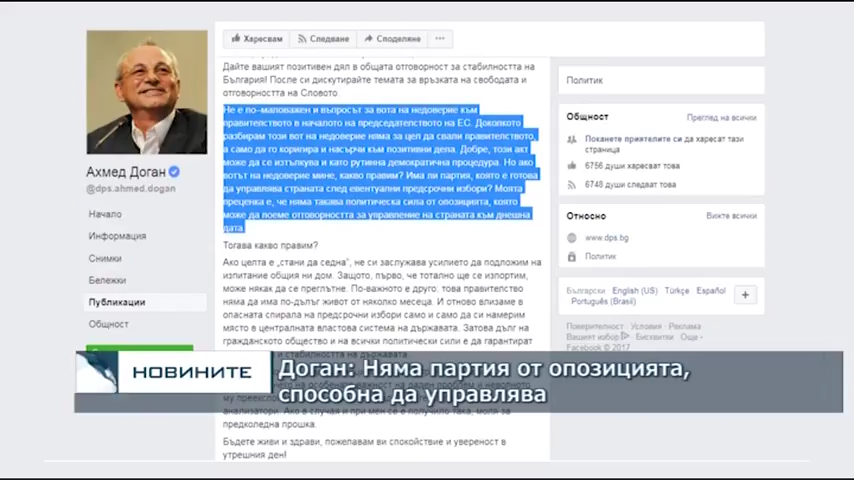 Харесвам
Следване
Споделяне
Дайте вашият позитивен дял в общата отговорност за стабилността на
България! После си дискутирайте темата за връзката на свободата и
отговорността на Словото.
Не е по–маловажен и въпросът за вота на недоверие към
правителството в началото на председателството на ЕС. Доколкото
разбирам този вот на недоверие няма за цел да свали правителството,
а само да го коригира и насърчи към позитивни дела. Добре, този акт
може да се изтълкува и като рутинна демократична процедура. Но ако
вотът на недоверие мине, какво правим? Има ли партия, която е готова
да управлява страната след евентуални предсрочни избори? Моята
преценка е, че няма такава политическа сила от опозицията, която
може да поеме отговорността за управление на страната към днешна
дата.
Тогава какво правим?
Ако целта е „стани да седна“, не си заслужава усилието да подложим на
изпитание общия ни дом. Защото, първо, че тотално ще се изпортим,
може някак да се преглътне. По-важното е друго: това правителство
няма да има по-дълъг живот от няколко месеца. И отново влизаме в
опасната спирала на предсрочни избори само и само да си намерим
място в централната властова система на държавата. Затова дълг на
гражданското общество и на всички политически сили е да гарантират
и стабилността на държавата.
анализатори. Ако в случая и при мен се е получило така, моля за
предколедна прошка.
Бъдете живи и здрави, пожелавам ви спокойствие и увереност в
утрешния ден!
Ахмед Доган
@dps.ahmed.dogan
Начало
Информация
Снимки
Бележки
Публикации
Общност
Политик
Общност
Преглед на всички
Поканете приятелите си да харесат тази
страница
6756 души харесват това
6748 души следват това
Относно
Вижте всички
www.dps.bg
Политик
Български English (US) Türkçe Español
Português (Brasil)
Поверителност Условия Реклама
Вашият избор Бисквитки Още
Facebook © 2017
НОВИНИТЕ
Доган: Няма партия от опозицията,
способна да управлява